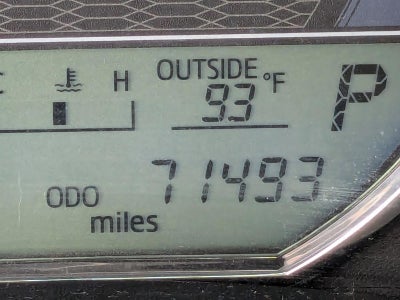 C H OUTSIDE °F P
93
71493
ODO
miles